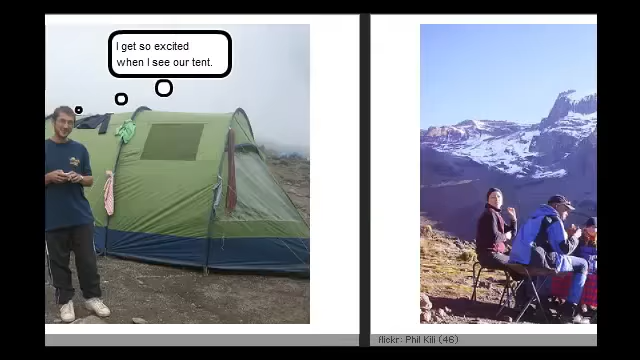 I get so excited
when I see our tent.
flickr: Phil Kili (46)